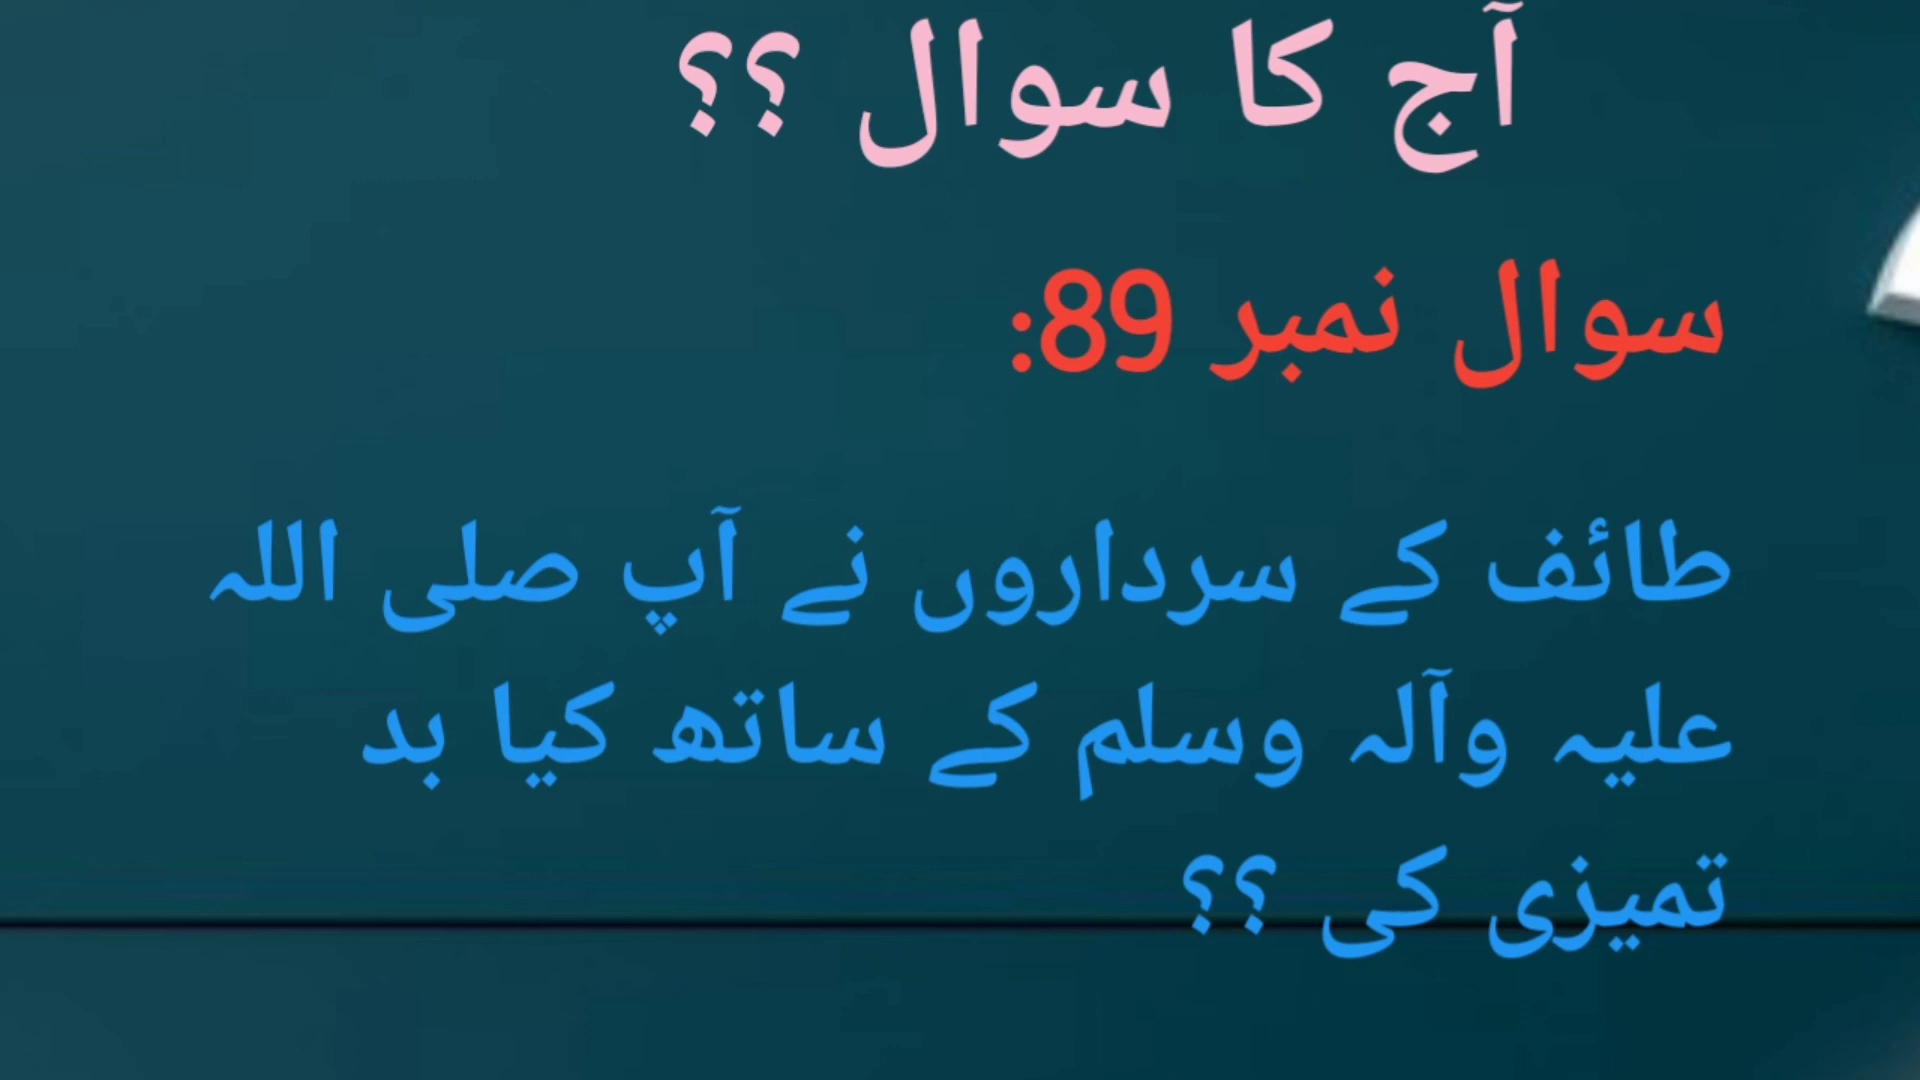 آج کا سوال ؟؟
سوال نمبر 89:
طائف کے سرداروں نے آپ صلی اللہ
علیہ وآلہ وسلم کے ساتھ کیا بد
تمیزی کی ؟؟